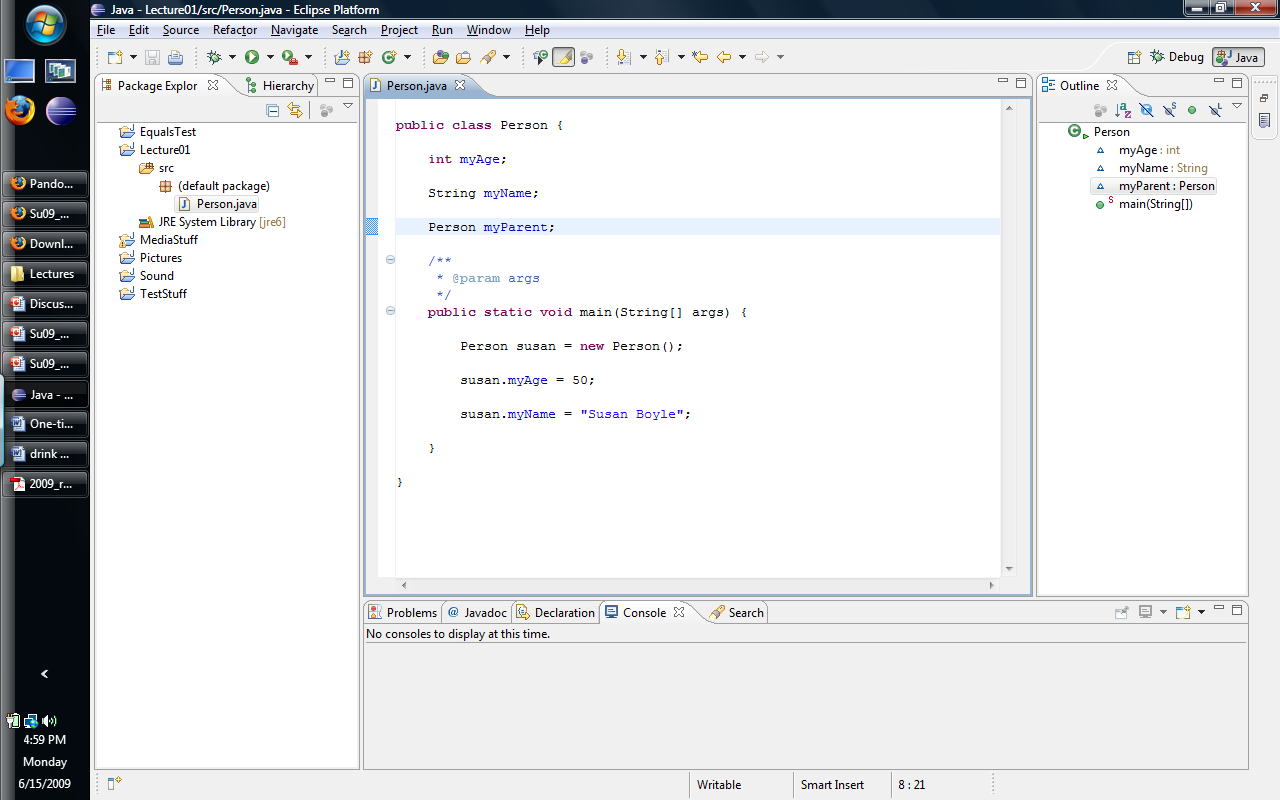 Java - Lecture01/src/Person.java - Eclipse Platform
File Edit Source Refactor Navigate Search Project Run Window Help
Debug Java
Package Explor Hierarchy
EqualsTest
Lecture01
src
(default package)
Person.java
JRE System Library [jre6]
MediaStuff
Pictures
Sound
TestStuff
Person.java
public class Person {
int myAge;
String myName;
Person myParent;
/**
* @param args
*/
public static void main(String[] args) {
Person susan = new Person();
susan.myAge = 50;
susan.myName = "Susan Boyle";
}
}
Outline
Person
myAge : int
myName : String
myParent : Person
main(String[])
Problems @ Javadoc Declaration Console Search
No consoles to display at this time.
Writable Smart Insert 8 : 21
Pando...
Su09_...
Downl...
Lectures
Discus...
Su09_...
Su09_...
Java - ...
One-ti...
drink ...
2009_r...
4:59 PM
Monday
6/15/2009